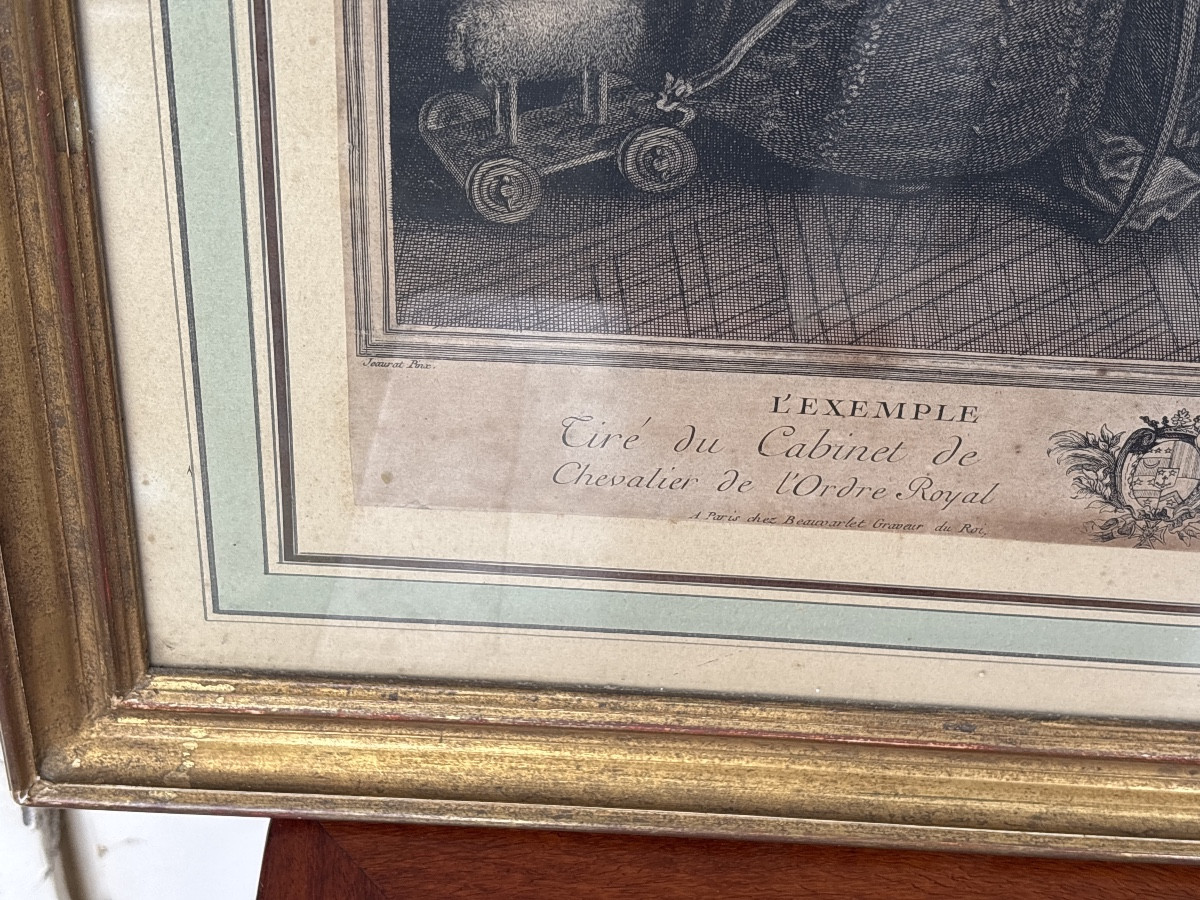 Jeaurat Pinx.
L'EXEMPLE
Tiré du Cabinet de
Chevalier de l'Ordre Royal
A Paris chez Beauvarlet Graveur du Roi,